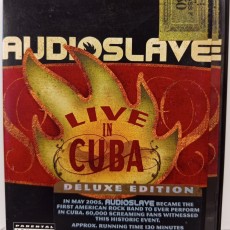 AUDIOSLAVE
LIVE
IN
CUBA
DELUXE EDITION
IN MAY 2005, AUDIOSLAVE BECAME THE
FIRST AMERICAN ROCK BAND TO EVER PERFORM
IN CUBA. 80,000 SCREAMING FANS WITNESSED
THIS HISTORIC EVENT.
APPROX. RUNNING TIME 130 MINUTES
PARENTAL